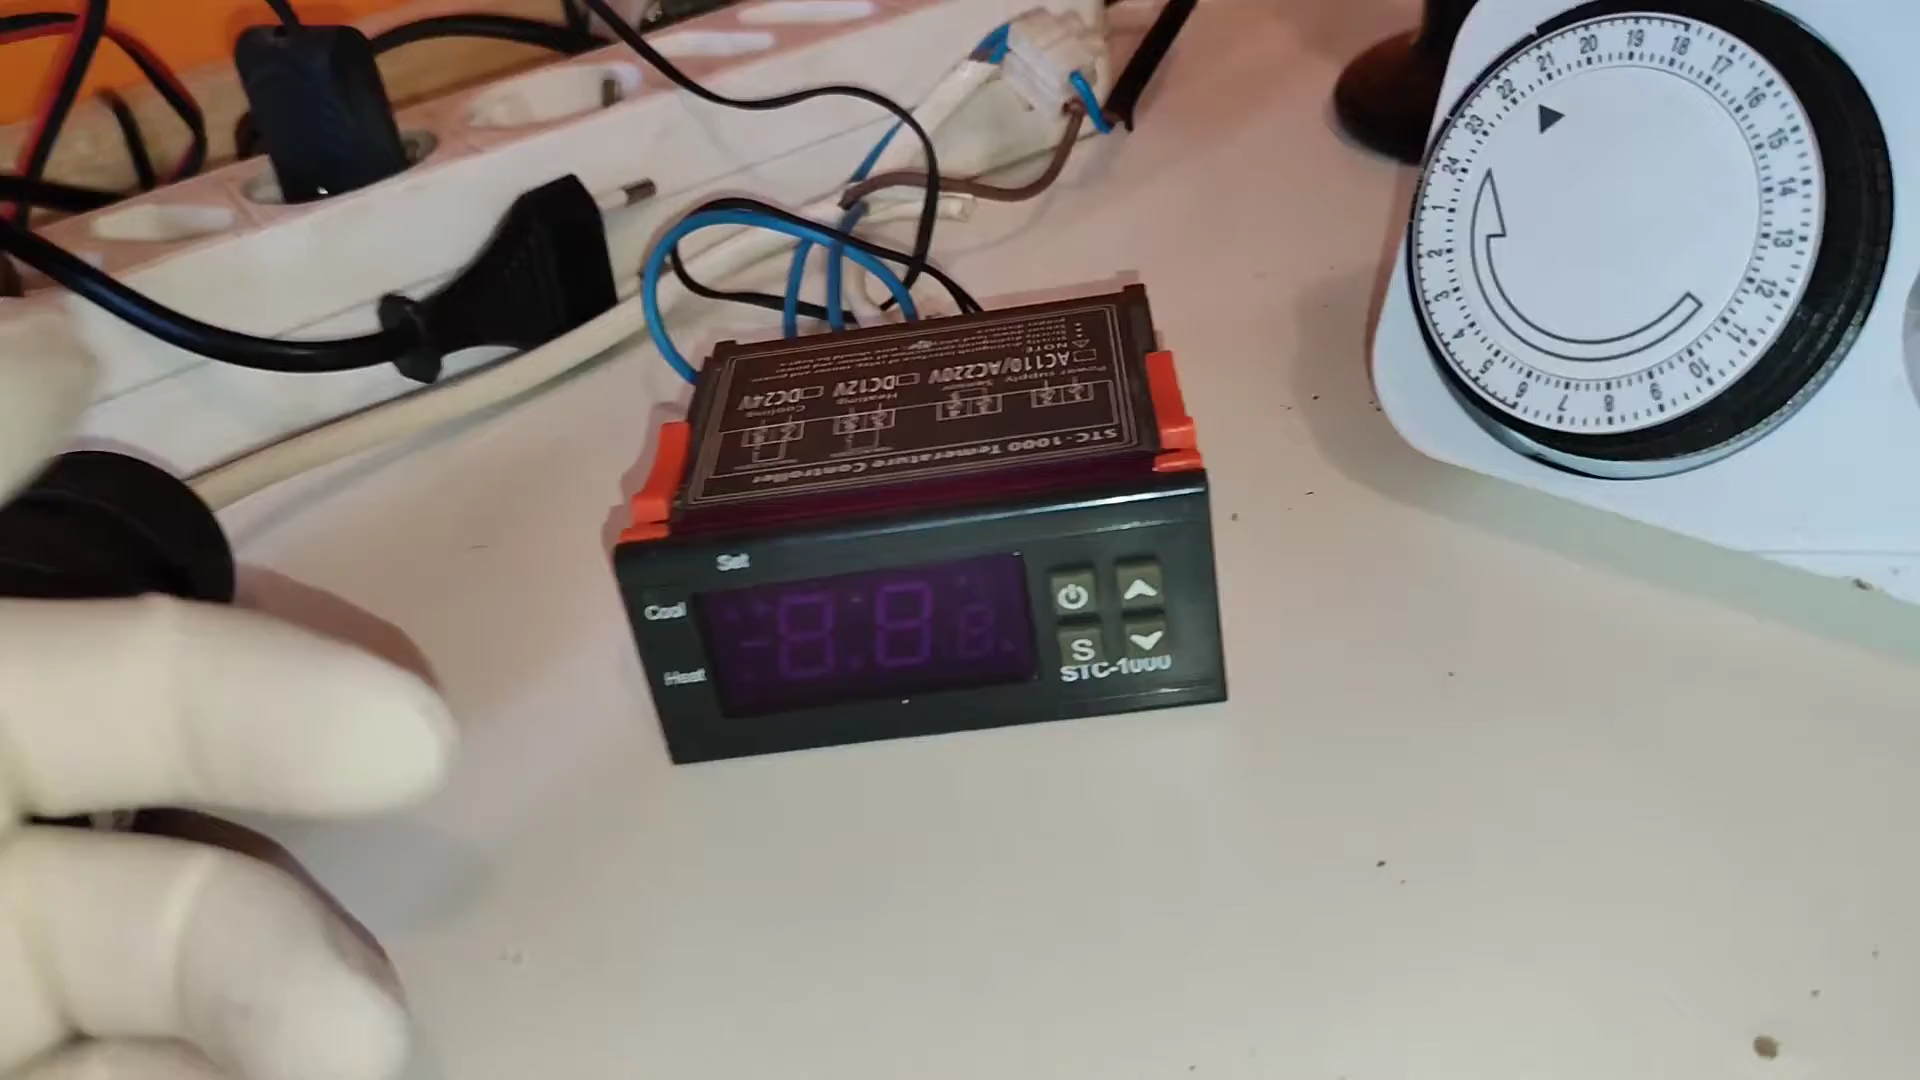 20 19 18
21 17
22 16
23 15
24 14
1 13
2 12
3 11
4 10
5 9
6 7 8
NOTE
AC110/AC220V DC12V DC24V
Power supply Sensor Heating Cooling
STC-1000 Temerature Controller
Set
Cool
Heat
S
STC-1000